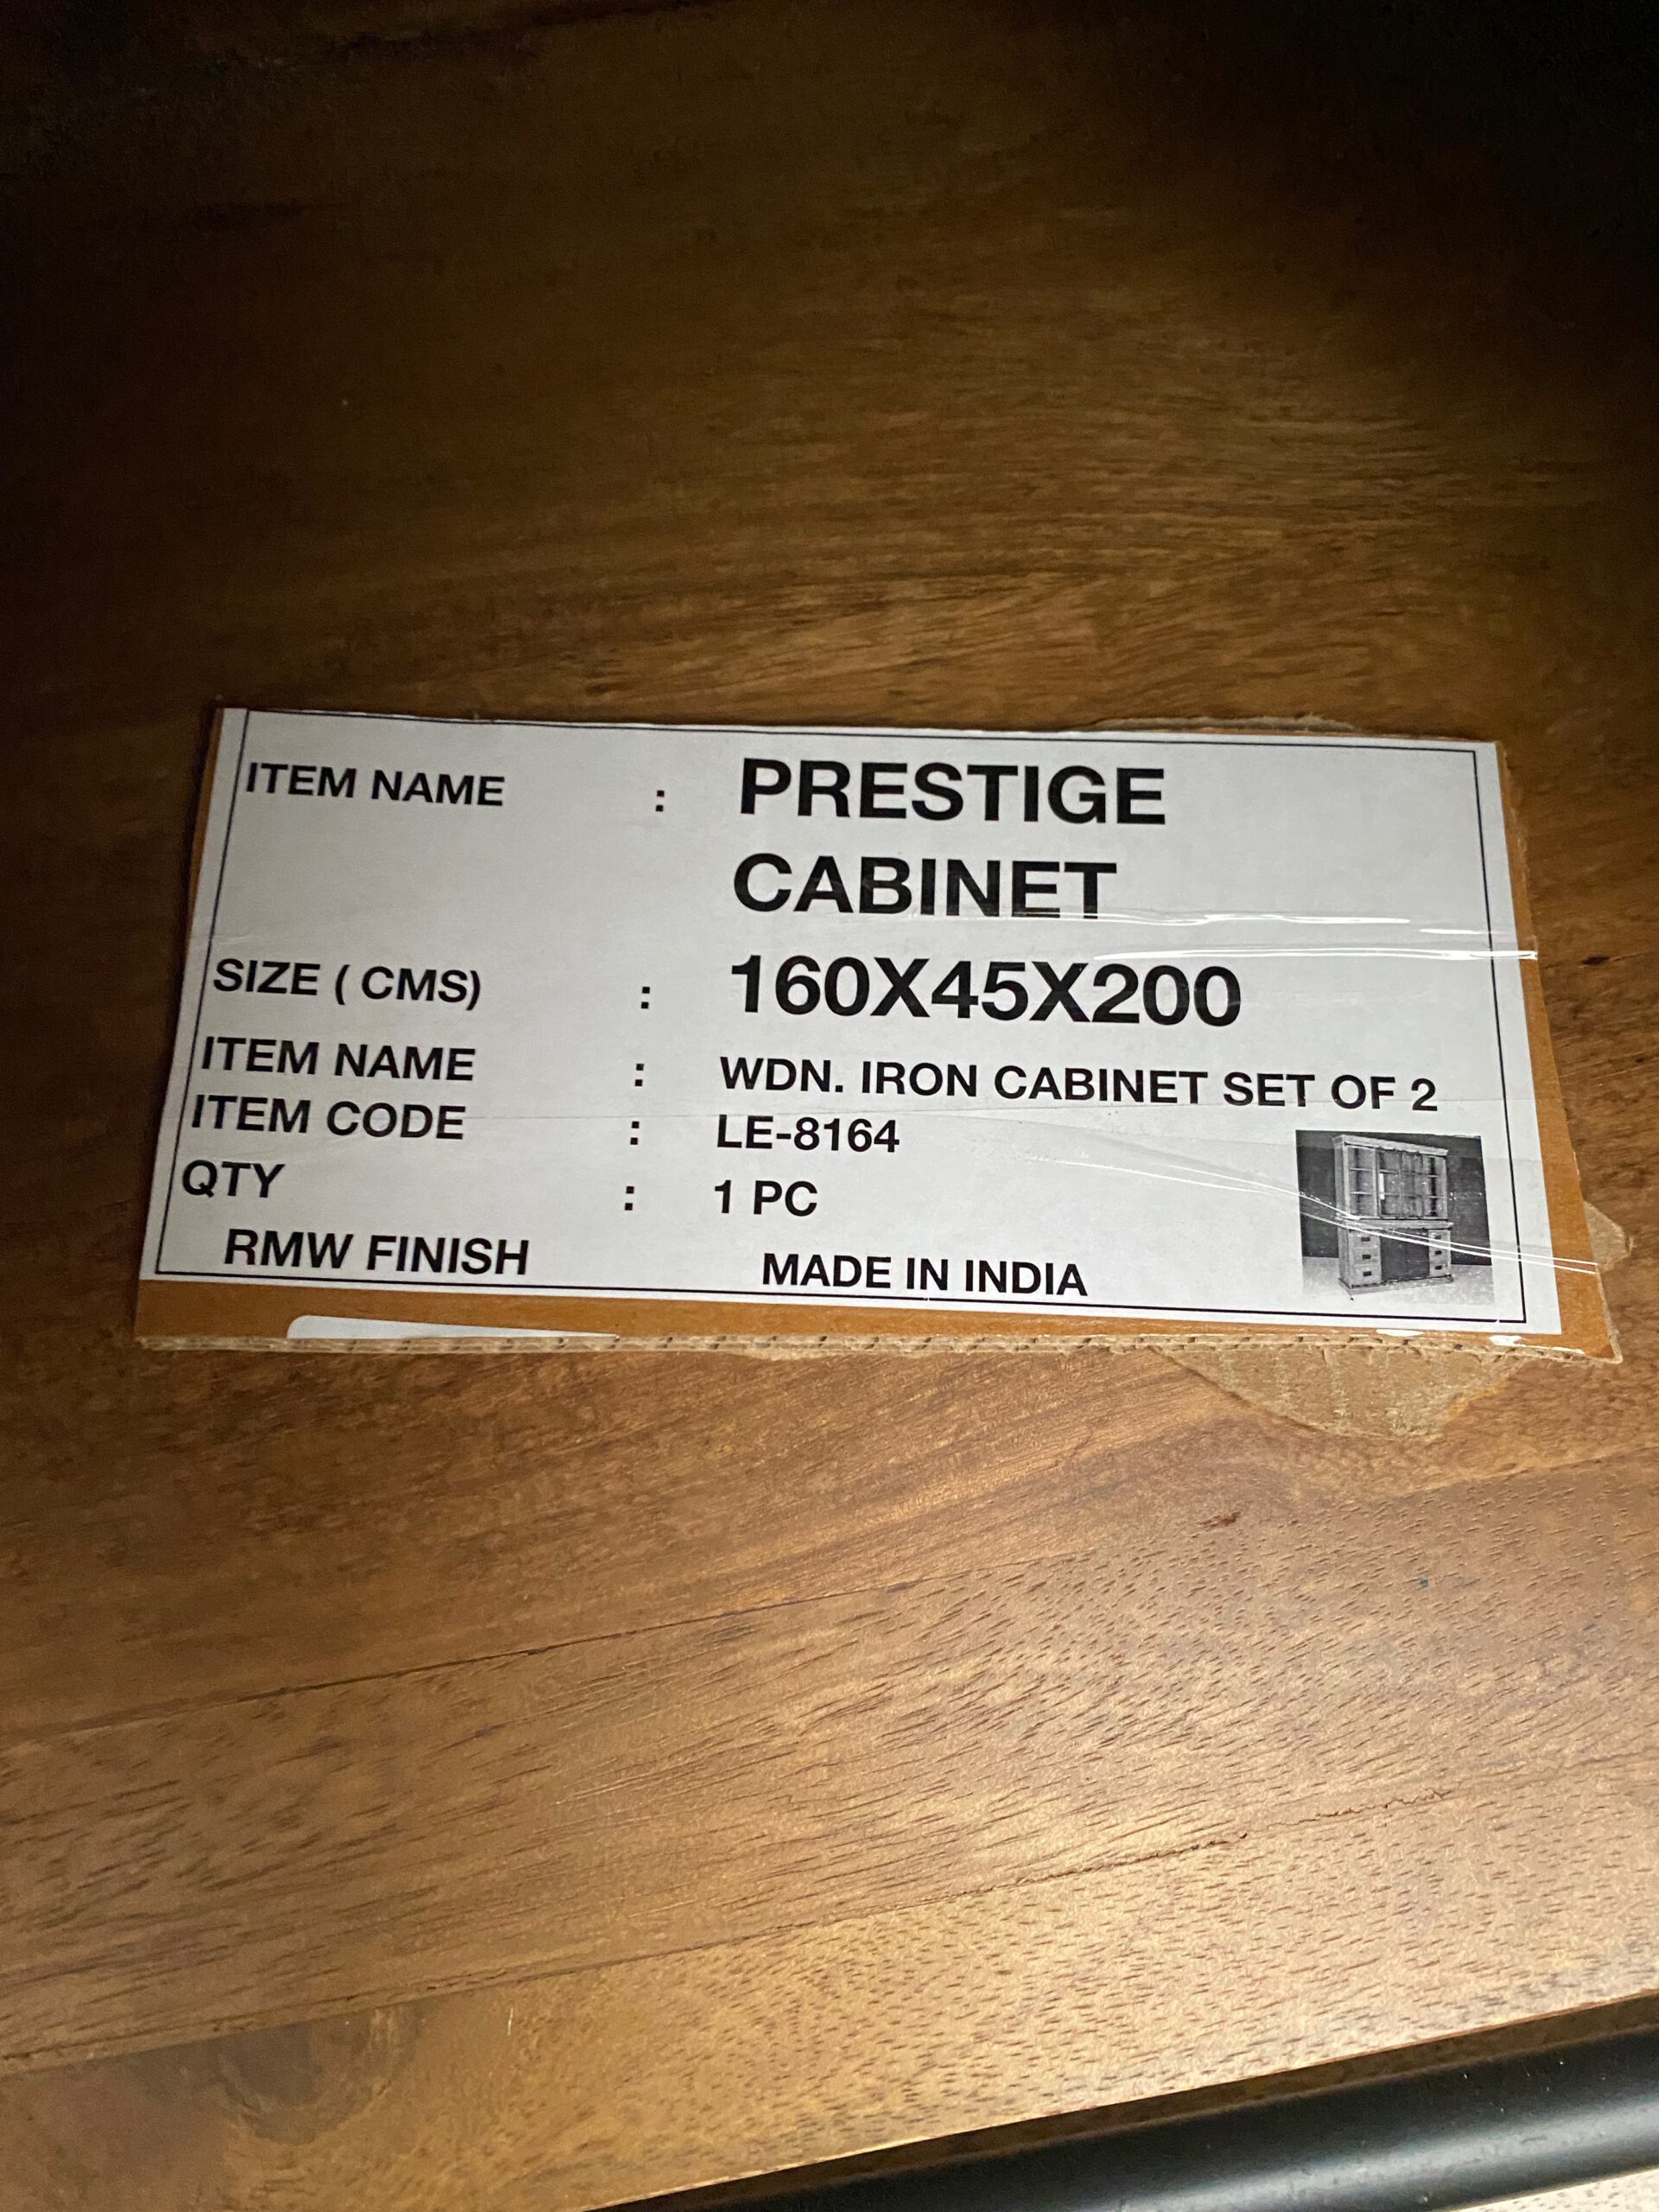 ITEM NAME : PRESTIGE
CABINET
SIZE ( CMS) : 160X45X200
ITEM NAME : WDN. IRON CABINET SET OF 2
ITEM CODE : LE-8164
QTY : 1 PC
RMW FINISH MADE IN INDIA